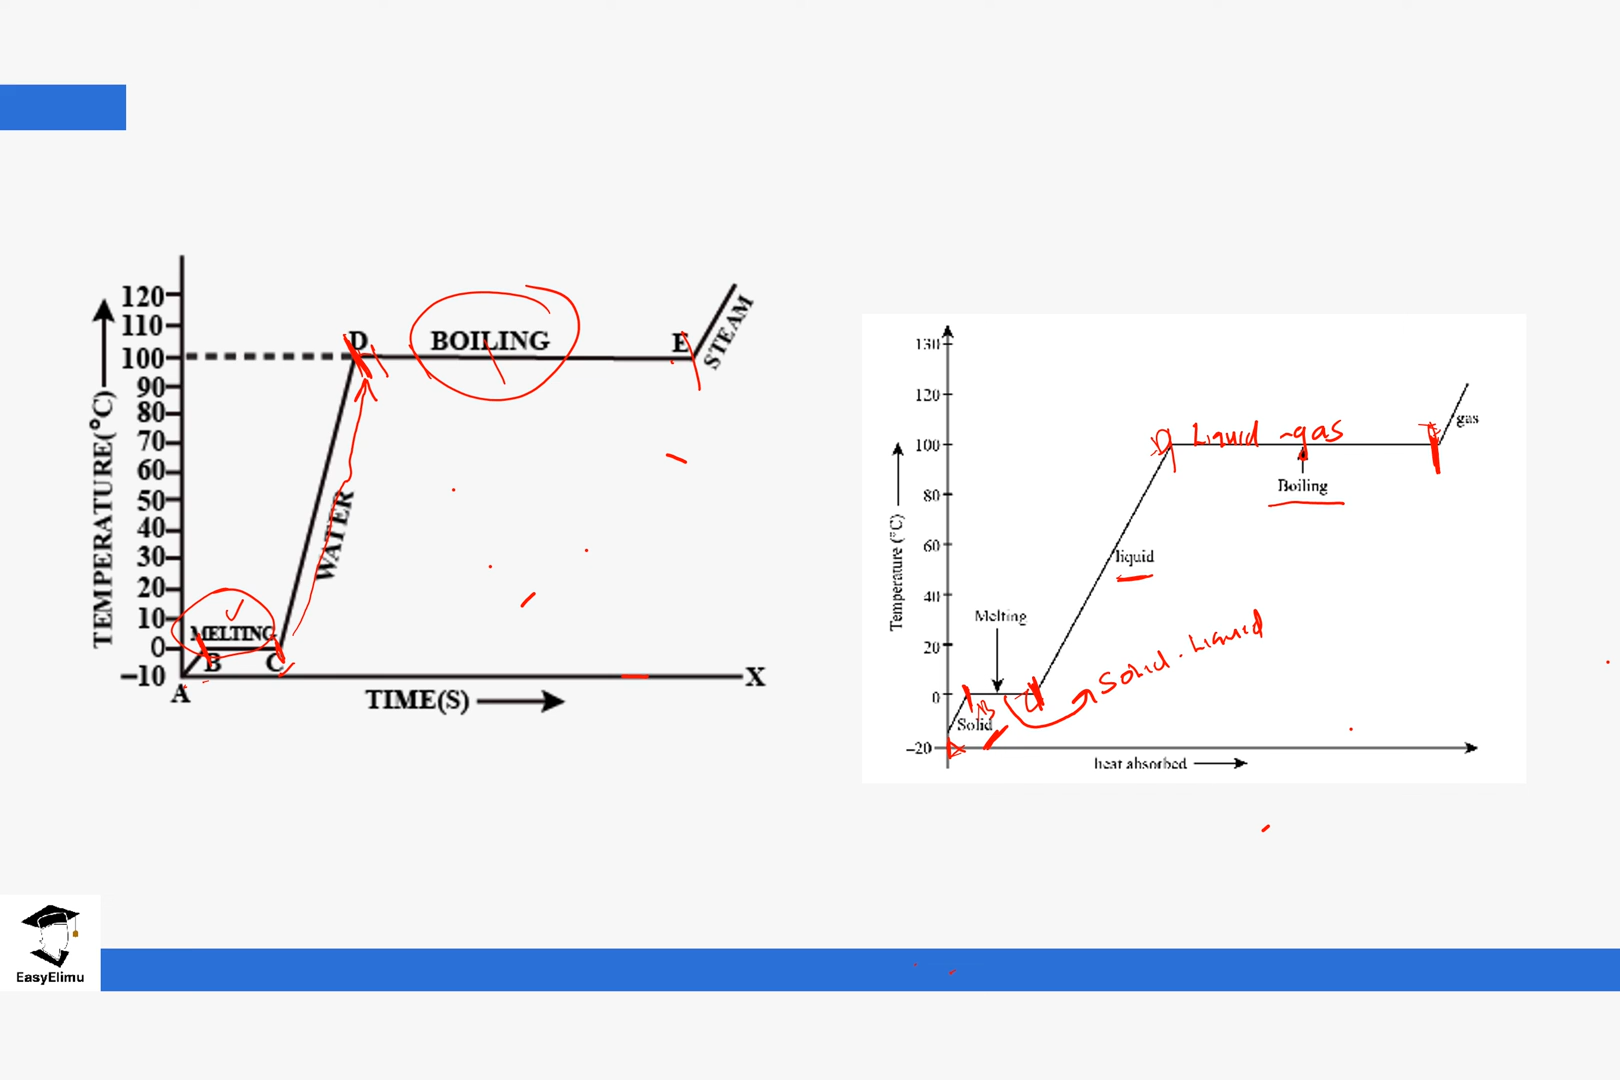 120
110
100
90
80
70
60
50
40
30
20
10
0
–10
TEMPERATURE(°C)
D
BOILING
E
STEAM
WATER
MELTING
B
C
A
X
TIME(S)
130
120
100
80
60
40
20
0
–20
Temperature (°C)
D Liquid -gas E
gas
Boiling
liquid
Melting
Solid . Liquid
B C
Solid
A
heat absorbed
EasyElimu